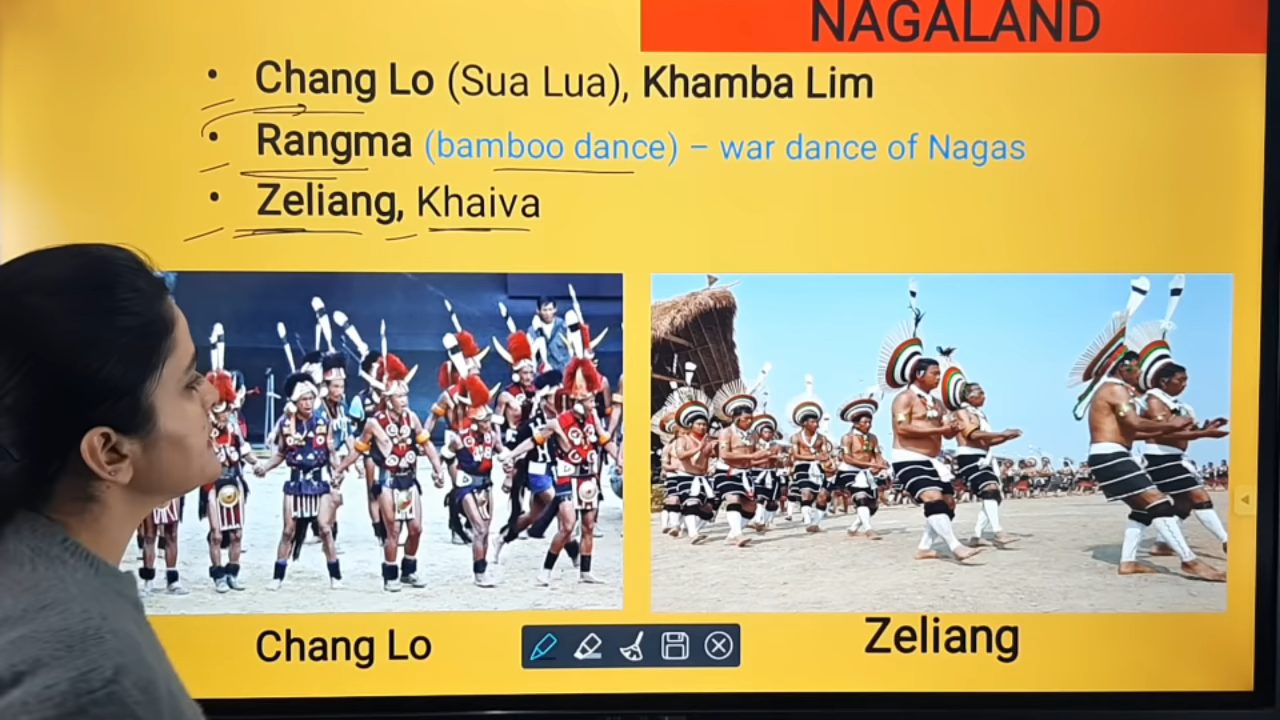 NAGALAND
• Chang Lo (Sua Lua), Khamba Lim
• Rangma (bamboo dance) – war dance of Nagas
• Zeliang, Khaiva
Chang Lo
Zeliang